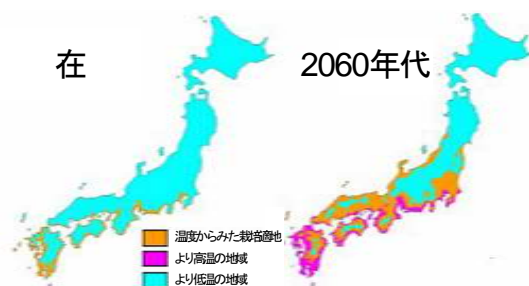 在
2060年代
温度からみた栽培適地
より高温の地域
より低温の地域